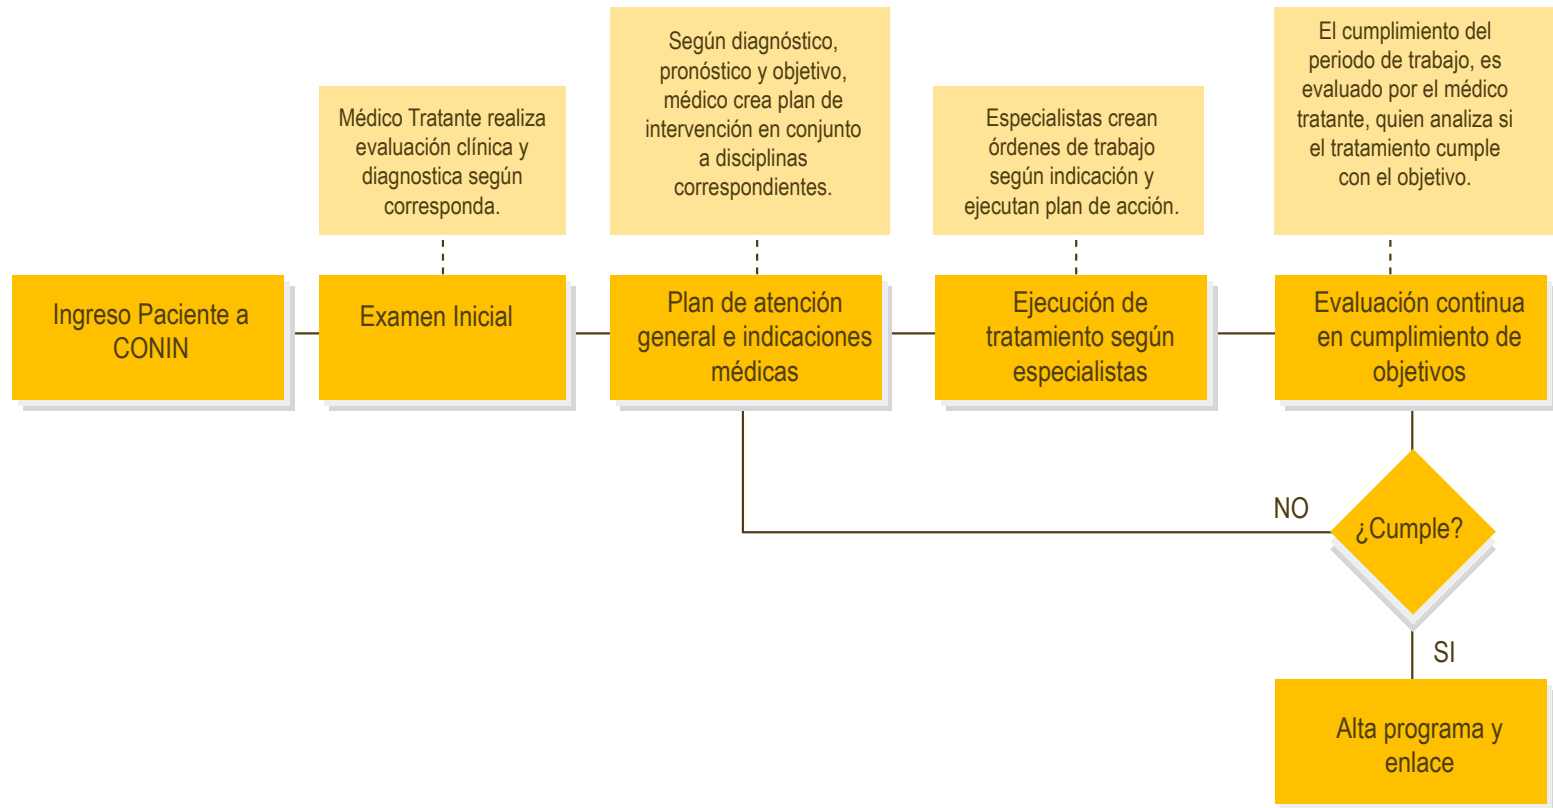 Médico Tratante realiza
evaluación clínica y
diagnostica según
corresponda.
Según diagnóstico,
pronóstico y objetivo,
médico crea plan de
intervención en conjunto
a disciplinas
correspondientes.
Especialistas crean
órdenes de trabajo
según indicación y
ejecutan plan de acción.
El cumplimiento del
periodo de trabajo, es
evaluado por el médico
tratante, quien analiza si
el tratamiento cumple
con el objetivo.
Ingreso Paciente a
CONIN
Examen Inicial
Plan de atención
general e indicaciones
médicas
Ejecución de
tratamiento según
especialistas
Evaluación continua
en cumplimiento de
objetivos
NO
¿Cumple?
SI
Alta programa y
enlace